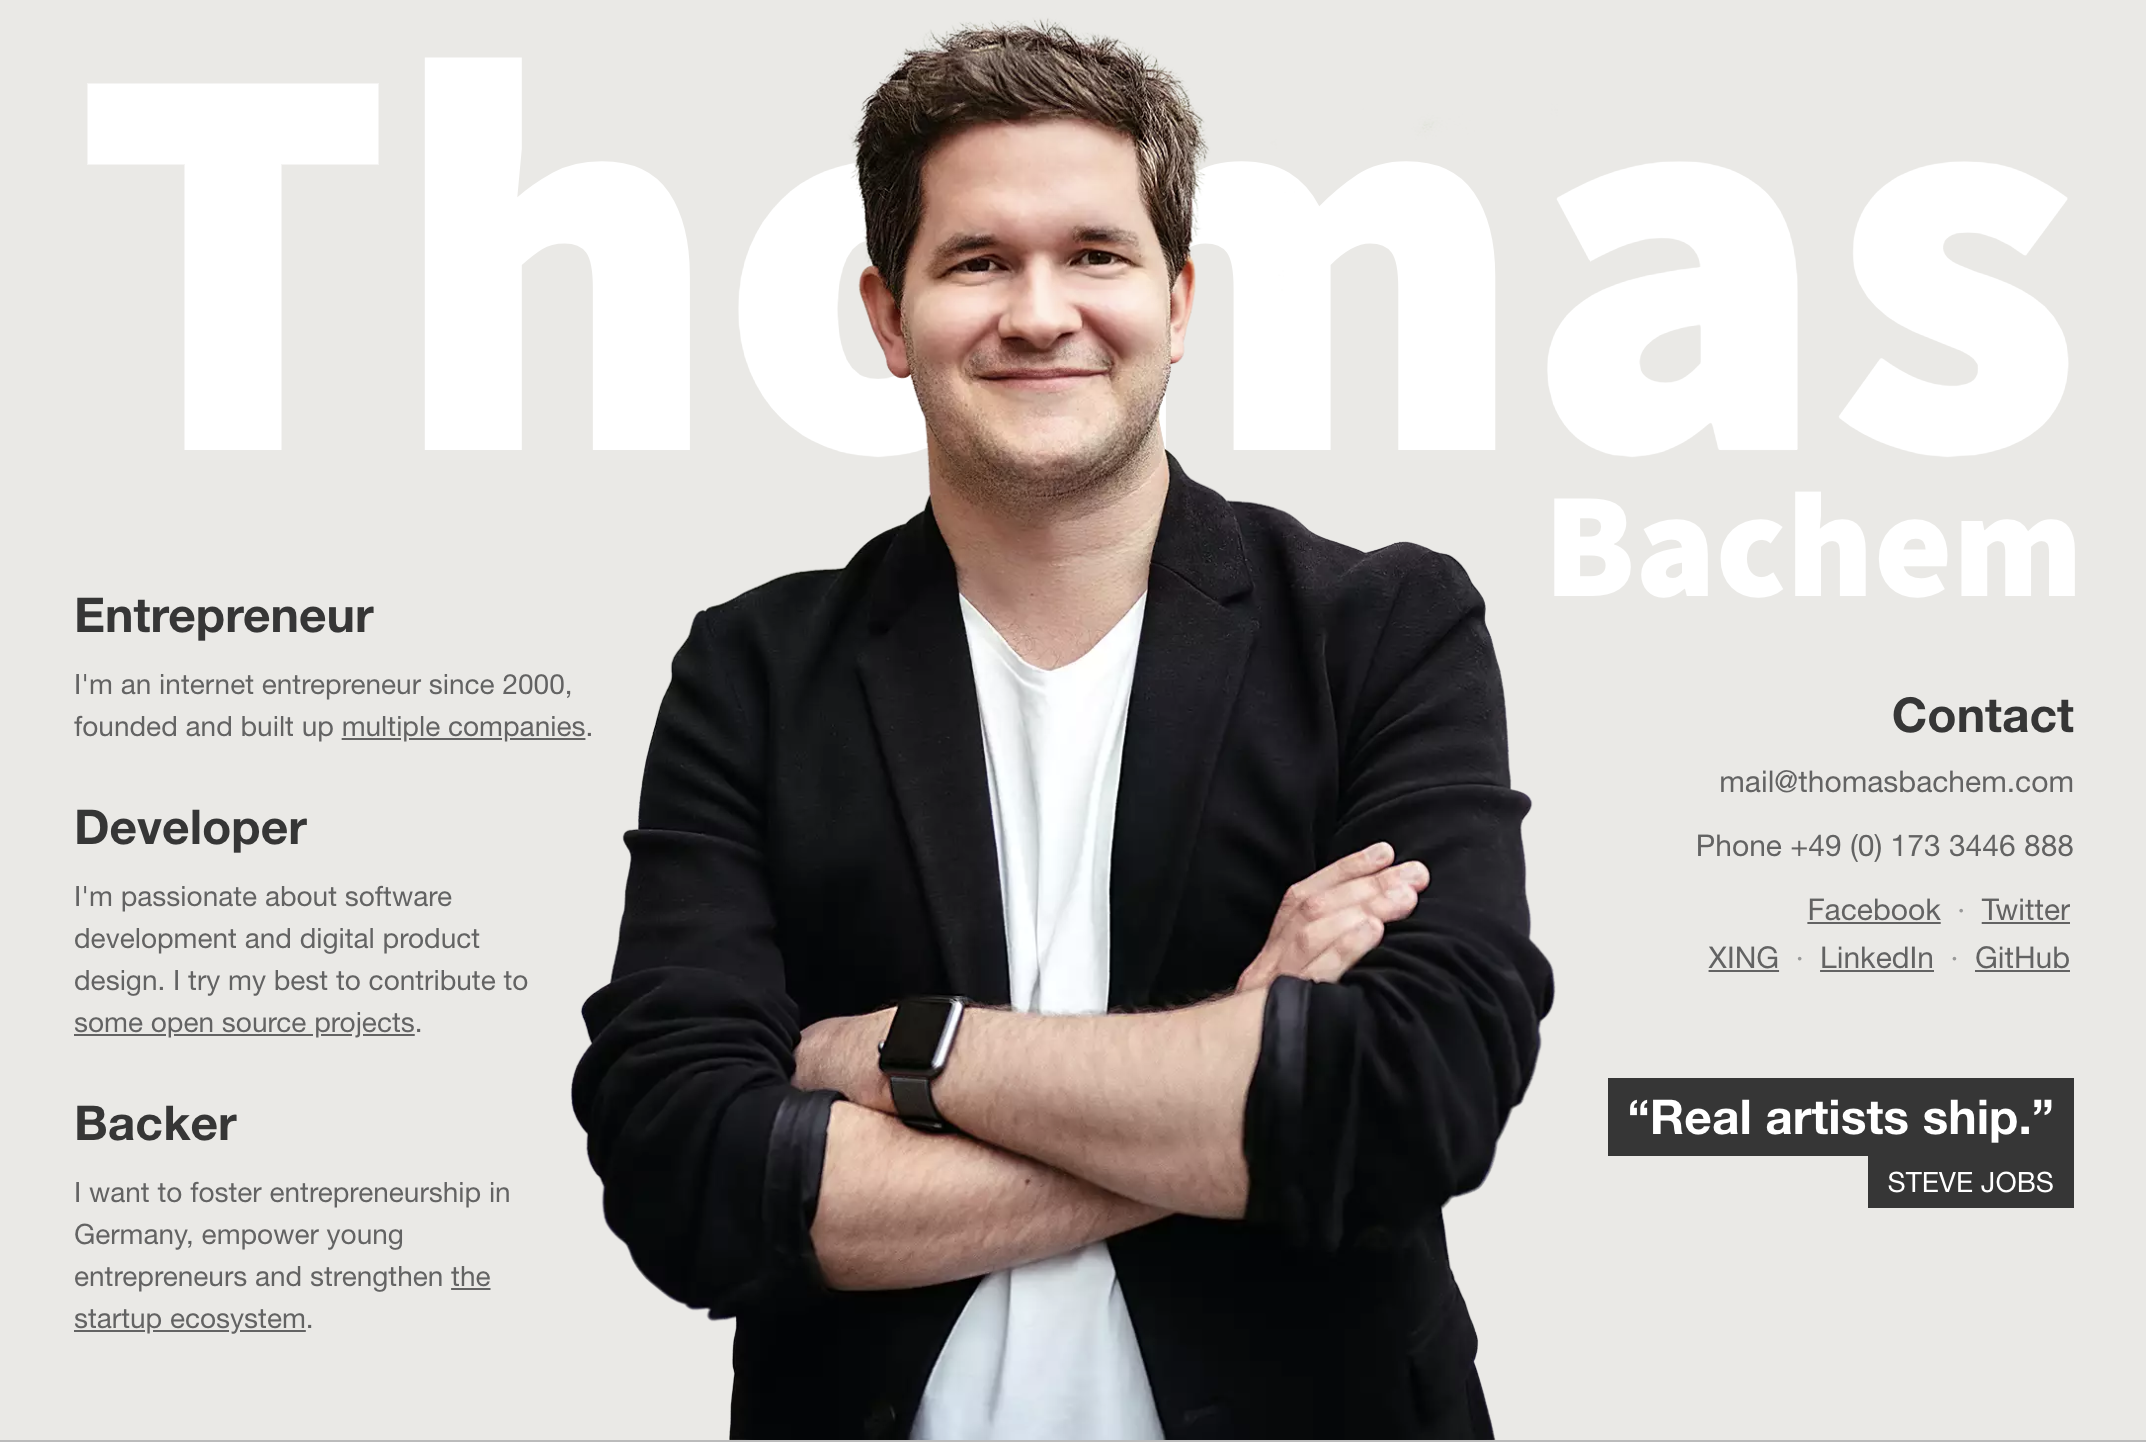 Thomas
Bachem
Entrepreneur
I'm an internet entrepreneur since 2000,
founded and built up multiple companies.
Developer
I'm passionate about software
development and digital product
design. I try my best to contribute to
some open source projects.
Backer
I want to foster entrepreneurship in
Germany, empower young
entrepreneurs and strengthen the
startup ecosystem.
Contact
mail@thomasbachem.com
Phone +49 (0) 173 3446 888
Facebook · Twitter
XING · LinkedIn · GitHub
“Real artists ship.”
STEVE JOBS